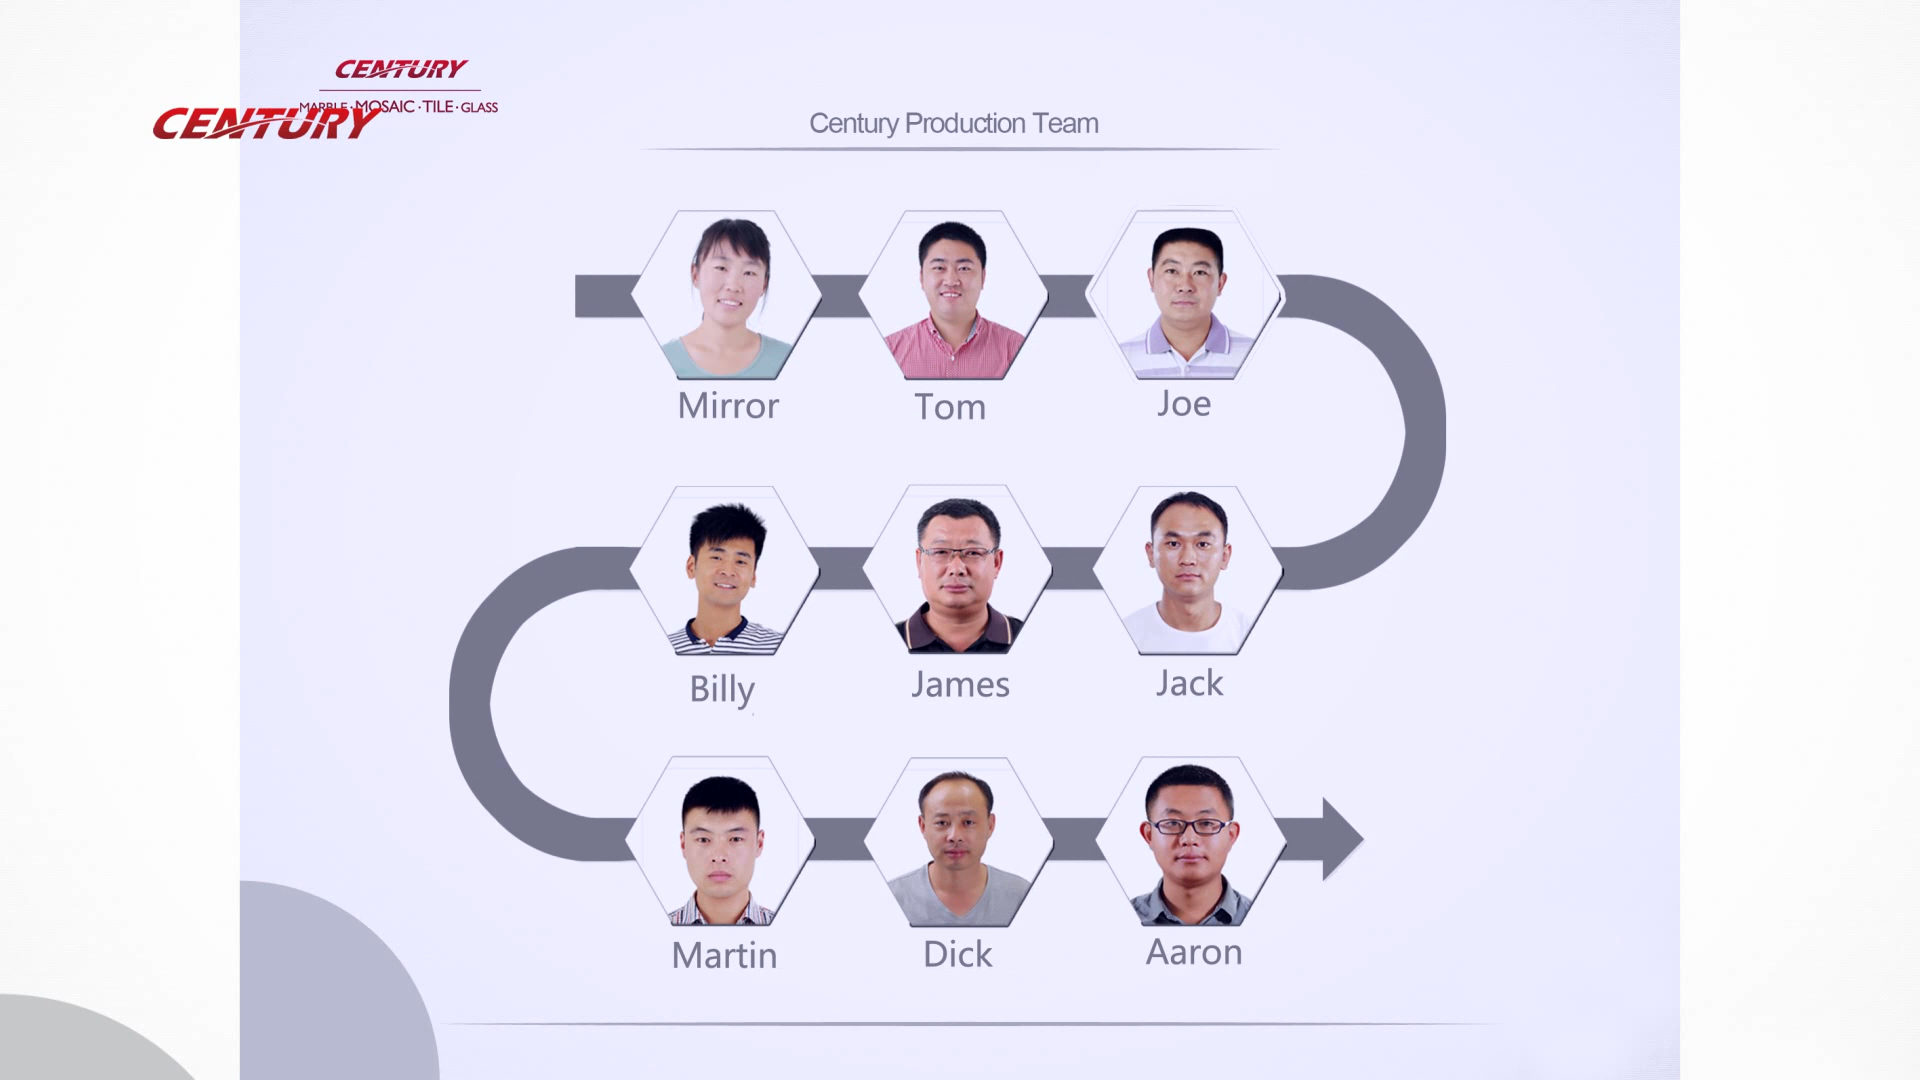 CENTURY
MARBLE·MOSAIC·TILE·GLASS
CENTURY
Century Production Team
Mirror
Tom
Joe
Billy
James
Jack
Martin
Dick
Aaron